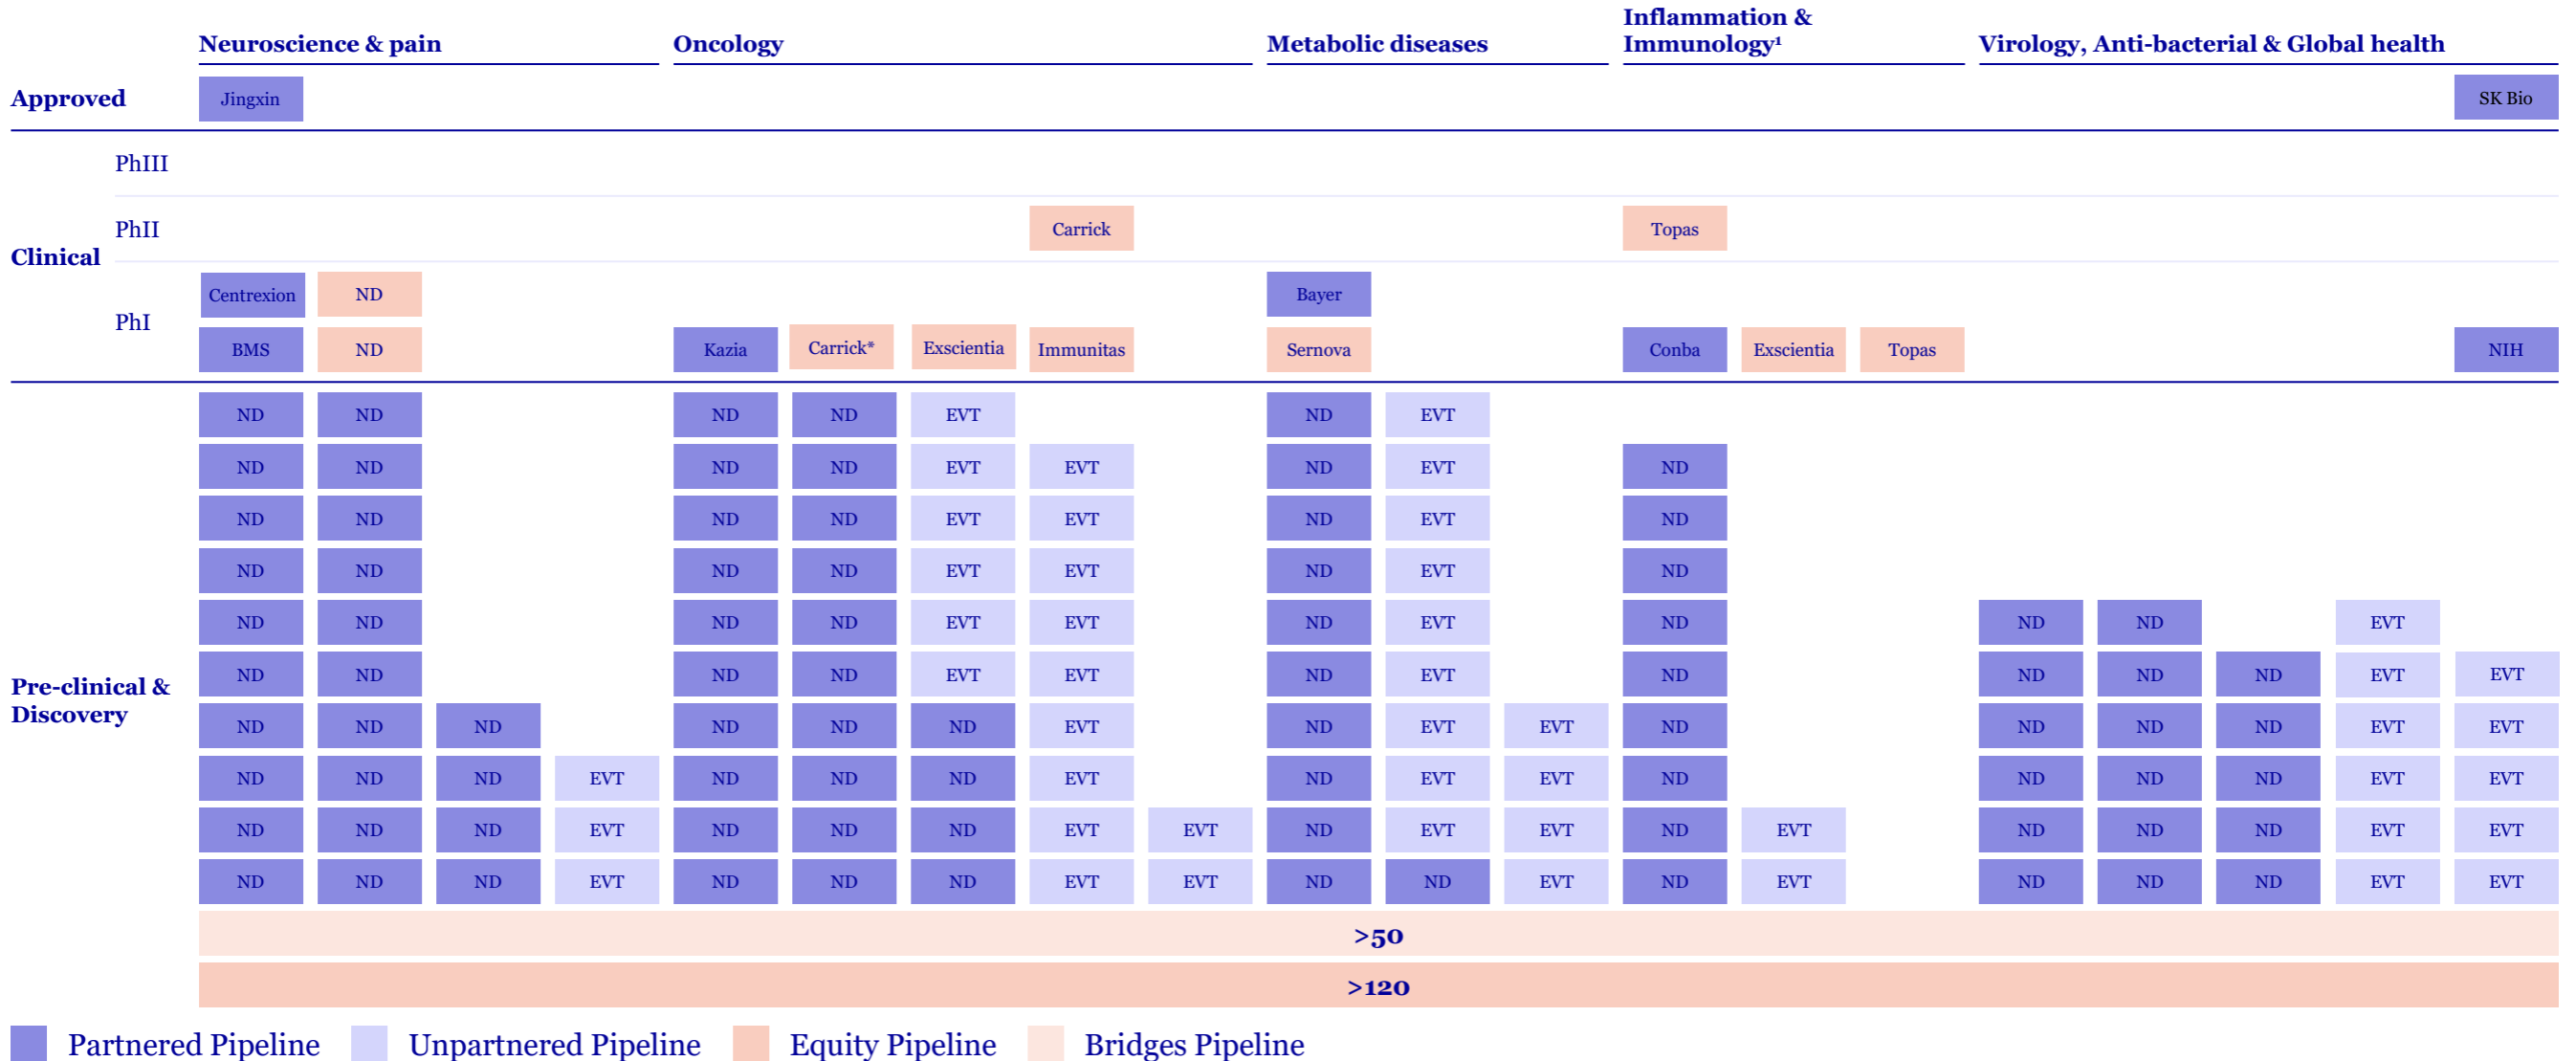 Inflammation &
Neuroscience & pain Oncology Metabolic diseases Immunology¹ Virology, Anti-bacterial & Global health
Approved Jingxin SK Bio
PhIII
PhII Carrick Topas
Clinical
Centrexion ND Bayer
PhI
BMS ND Kazia Carrick* Exscientia Immunitas Sernova Conba Exscientia Topas NIH
ND ND ND ND EVT ND EVT
ND ND ND ND EVT EVT ND EVT ND
ND ND ND ND EVT EVT ND EVT ND
ND ND ND ND EVT EVT ND EVT ND
ND ND ND ND EVT EVT ND EVT ND ND ND EVT
ND ND ND ND EVT EVT ND EVT ND ND ND ND EVT EVT
Pre-clinical &
Discovery
ND ND ND ND ND ND EVT ND EVT EVT ND ND ND ND EVT EVT
ND ND ND EVT ND ND ND EVT ND EVT EVT ND ND ND ND EVT EVT
ND ND ND EVT ND ND ND EVT EVT ND EVT EVT ND EVT ND ND ND EVT EVT
ND ND ND EVT ND ND ND EVT EVT ND ND EVT ND EVT ND ND ND EVT EVT
>50
>120
Partnered Pipeline Unpartnered Pipeline Equity Pipeline Bridges Pipeline